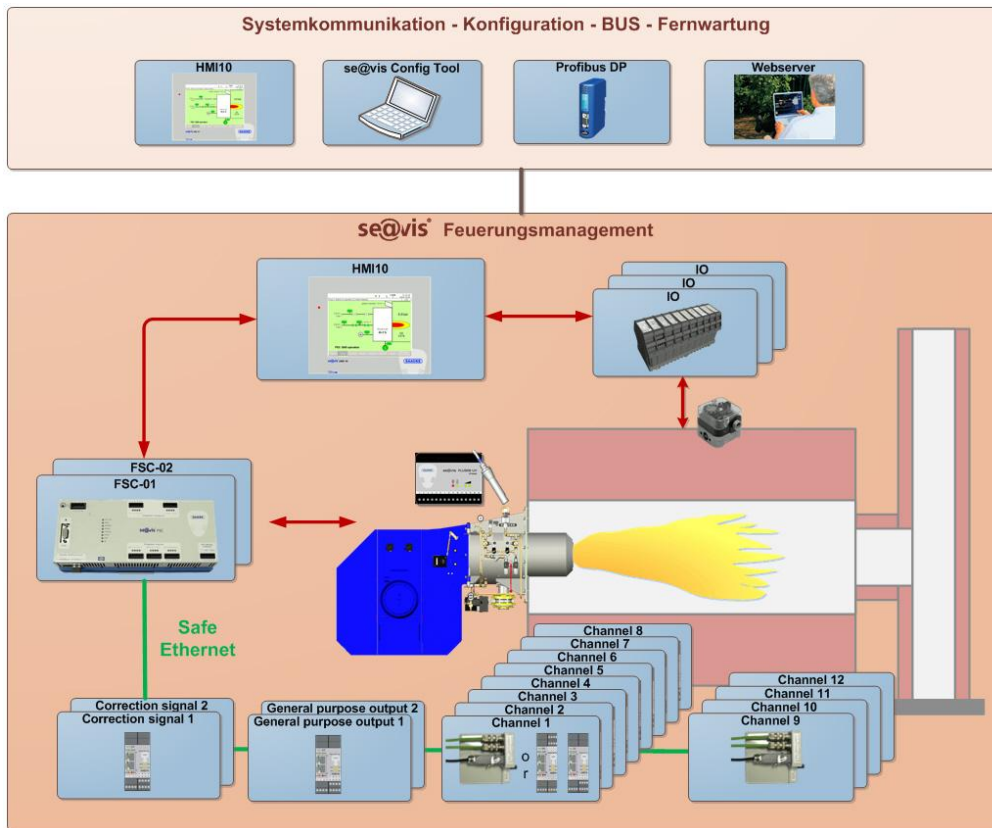 Systemkommunikation - Konfiguration - BUS - Fernwartung
HMI10
se@vis Config Tool
Profibus DP
Webserver
se@vis® Feuerungsmanagement
HMI10
IO
IO
IO
FSC-02
FSC-01
Safe
Ethernet
Correction signal 2
Correction signal 1
General purpose output 2
General purpose output 1
Channel 8
Channel 7
Channel 6
Channel 5
Channel 4
Channel 3
Channel 2
Channel 1
o
r
Channel 12
Channel 11
Channel 10
Channel 9